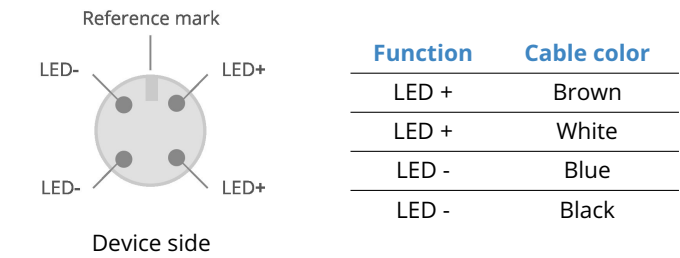 Reference mark
LED- LED+
LED- LED+
Device side
Function Cable color
LED + Brown
LED + White
LED - Blue
LED - Black